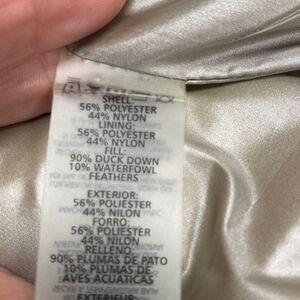 SHELL:
56% POLYESTER
44% NYLON
LINING:
56% POLYESTER
44% NYLON
FILL:
90% DUCK DOWN
10% WATERFOWL
FEATHERS
EXTERIOR:
56% POLIESTER
44% NILON
FORRO:
56% POLIESTER
44% NILON
RELLENO:
90% PLUMAS DE PATO
10% PLUMAS DE
AVES ACUATICAS
EXTERIEUR